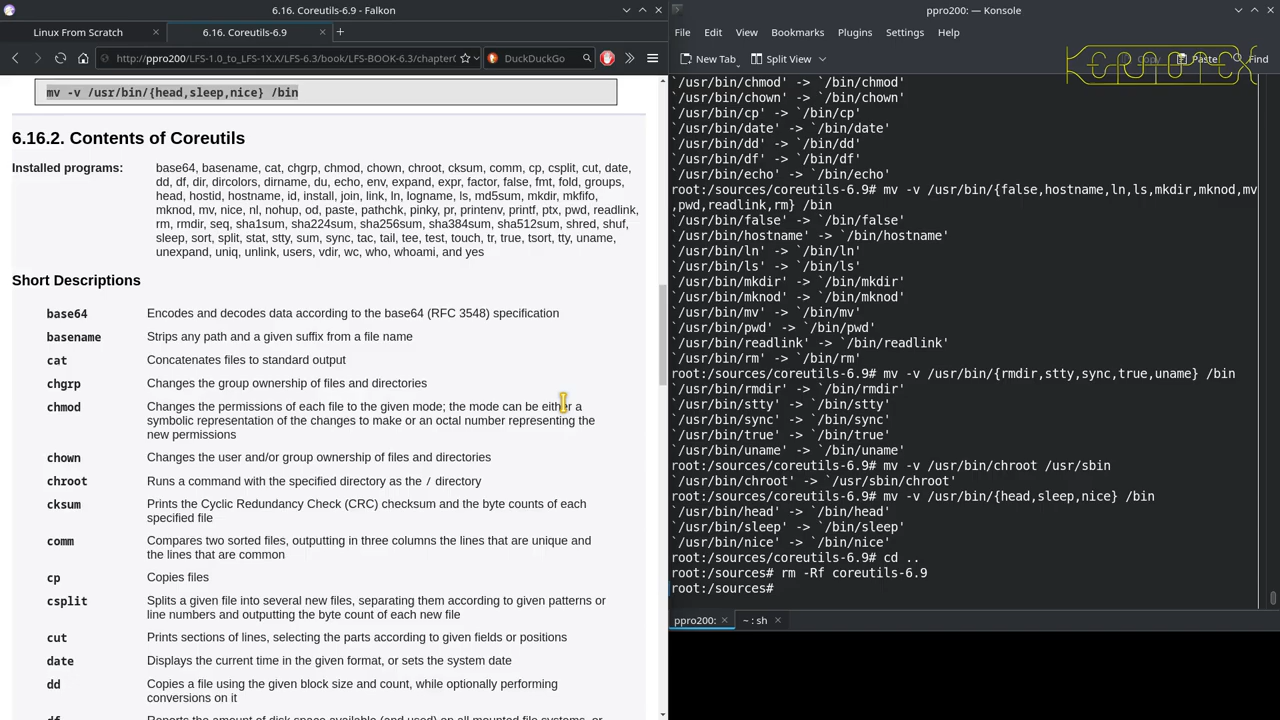 6.16. Coreutils-6.9 - Falkon
Linux From Scratch
6.16. Coreutils-6.9
http://ppro200/LFS-1.0_to_LFS-1X.X/LFS-6.3/book/LFS-BOOK-6.3/chapter0
DuckDuckGo
mv -v /usr/bin/{head,sleep,nice} /bin
6.16.2. Contents of Coreutils
Installed programs: base64, basename, cat, chgrp, chmod, chown, chroot, cksum, comm, cp, csplit, cut, date,
dd, df, dir, dircolors, dirname, du, echo, env, expand, expr, factor, false, fmt, fold, groups,
head, hostid, hostname, id, install, join, link, ln, logname, ls, md5sum, mkdir, mkfifo,
mknod, mv, nice, nl, nohup, od, paste, pathchk, pinky, pr, printenv, printf, ptx, pwd, readlink,
rm, rmdir, seq, sha1sum, sha224sum, sha256sum, sha384sum, sha512sum, shred, shuf,
sleep, sort, split, stat, stty, sum, sync, tac, tail, tee, test, touch, tr, true, tsort, tty, uname,
unexpand, uniq, unlink, users, vdir, wc, who, whoami, and yes
Short Descriptions
base64 Encodes and decodes data according to the base64 (RFC 3548) specification
basename Strips any path and a given suffix from a file name
cat Concatenates files to standard output
chgrp Changes the group ownership of files and directories
chmod Changes the permissions of each file to the given mode; the mode can be either a
symbolic representation of the changes to make or an octal number representing the
new permissions
chown Changes the user and/or group ownership of files and directories
chroot Runs a command with the specified directory as the / directory
cksum Prints the Cyclic Redundancy Check (CRC) checksum and the byte counts of each
specified file
comm Compares two sorted files, outputting in three columns the lines that are unique and
the lines that are common
cp Copies files
csplit Splits a given file into several new files, separating them according to given patterns or
line numbers and outputting the byte count of each new file
cut Prints sections of lines, selecting the parts according to given fields or positions
date Displays the current time in the given format, or sets the system date
dd Copies a file using the given block size and count, while optionally performing
conversions on it
df Reports the amount of disk space available (and used) on all mounted file systems, or
ppro200: — Konsole
File Edit View Bookmarks Plugins Settings Help
New Tab Split View Copy Paste Find
`/usr/bin/chmod' -> `/bin/chmod'
`/usr/bin/chown' -> `/bin/chown'
`/usr/bin/cp' -> `/bin/cp'
`/usr/bin/date' -> `/bin/date'
`/usr/bin/dd' -> `/bin/dd'
`/usr/bin/df' -> `/bin/df'
`/usr/bin/echo' -> `/bin/echo'
root:/sources/coreutils-6.9# mv -v /usr/bin/{false,hostname,ln,ls,mkdir,mknod,mv
,pwd,readlink,rm} /bin
`/usr/bin/false' -> `/bin/false'
`/usr/bin/hostname' -> `/bin/hostname'
`/usr/bin/ln' -> `/bin/ln'
`/usr/bin/ls' -> `/bin/ls'
`/usr/bin/mkdir' -> `/bin/mkdir'
`/usr/bin/mknod' -> `/bin/mknod'
`/usr/bin/mv' -> `/bin/mv'
`/usr/bin/pwd' -> `/bin/pwd'
`/usr/bin/readlink' -> `/bin/readlink'
`/usr/bin/rm' -> `/bin/rm'
root:/sources/coreutils-6.9# mv -v /usr/bin/{rmdir,stty,sync,true,uname} /bin
`/usr/bin/rmdir' -> `/bin/rmdir'
`/usr/bin/stty' -> `/bin/stty'
`/usr/bin/sync' -> `/bin/sync'
`/usr/bin/true' -> `/bin/true'
`/usr/bin/uname' -> `/bin/uname'
root:/sources/coreutils-6.9# mv -v /usr/bin/chroot /usr/sbin
`/usr/bin/chroot' -> `/usr/sbin/chroot'
root:/sources/coreutils-6.9# mv -v /usr/bin/{head,sleep,nice} /bin
`/usr/bin/head' -> `/bin/head'
`/usr/bin/sleep' -> `/bin/sleep'
`/usr/bin/nice' -> `/bin/nice'
root:/sources/coreutils-6.9# cd ..
root:/sources# rm -Rf coreutils-6.9
root:/sources#
ppro200: ~ : sh